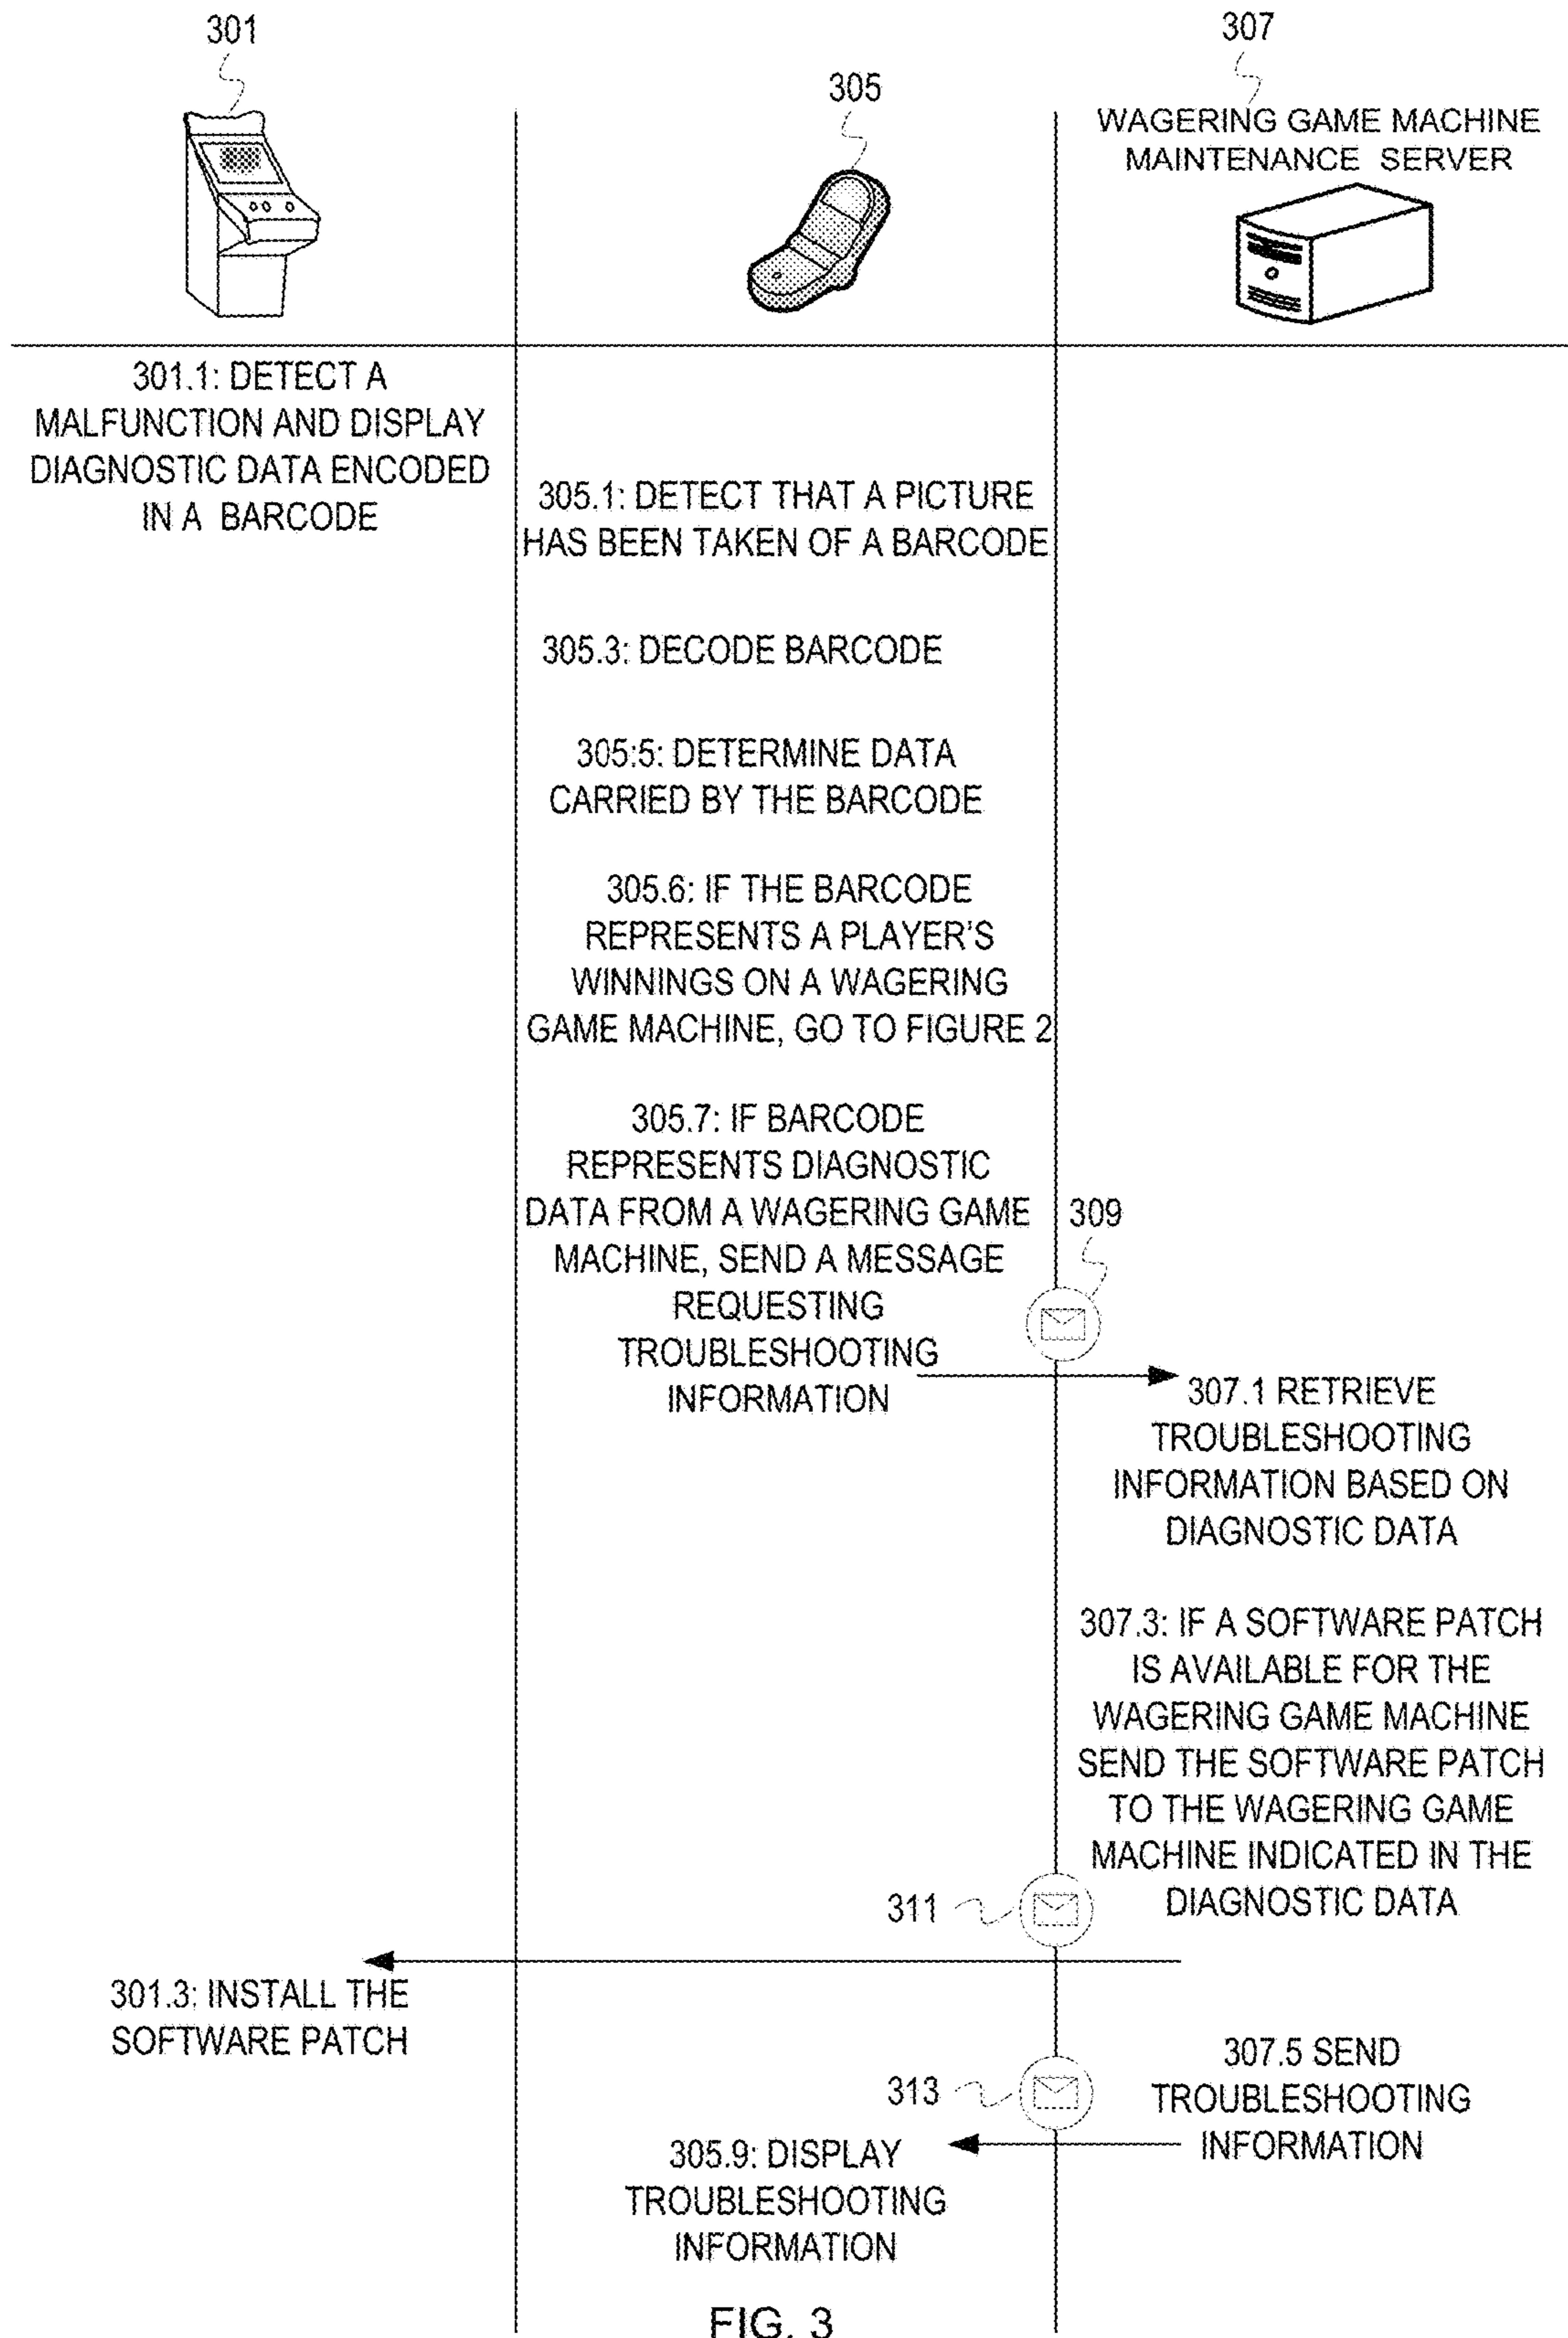 301
305
307
WAGERING GAME MACHINE
MAINTENANCE SERVER
301.1: DETECT A
MALFUNCTION AND DISPLAY
DIAGNOSTIC DATA ENCODED
IN A BARCODE
305.1: DETECT THAT A PICTURE
HAS BEEN TAKEN OF A BARCODE
305.3: DECODE BARCODE
305:5: DETERMINE DATA
CARRIED BY THE BARCODE
305.6: IF THE BARCODE
REPRESENTS A PLAYER'S
WINNINGS ON A WAGERING
GAME MACHINE, GO TO FIGURE 2
305.7: IF BARCODE
REPRESENTS DIAGNOSTIC
DATA FROM A WAGERING GAME
MACHINE, SEND A MESSAGE
REQUESTING
TROUBLESHOOTING
INFORMATION
309
307.1 RETRIEVE
TROUBLESHOOTING
INFORMATION BASED ON
DIAGNOSTIC DATA
307.3: IF A SOFTWARE PATCH
IS AVAILABLE FOR THE
WAGERING GAME MACHINE
SEND THE SOFTWARE PATCH
TO THE WAGERING GAME
MACHINE INDICATED IN THE
DIAGNOSTIC DATA
311
301.3: INSTALL THE
SOFTWARE PATCH
307.5 SEND
TROUBLESHOOTING
INFORMATION
313
305.9: DISPLAY
TROUBLESHOOTING
INFORMATION
FIG. 3